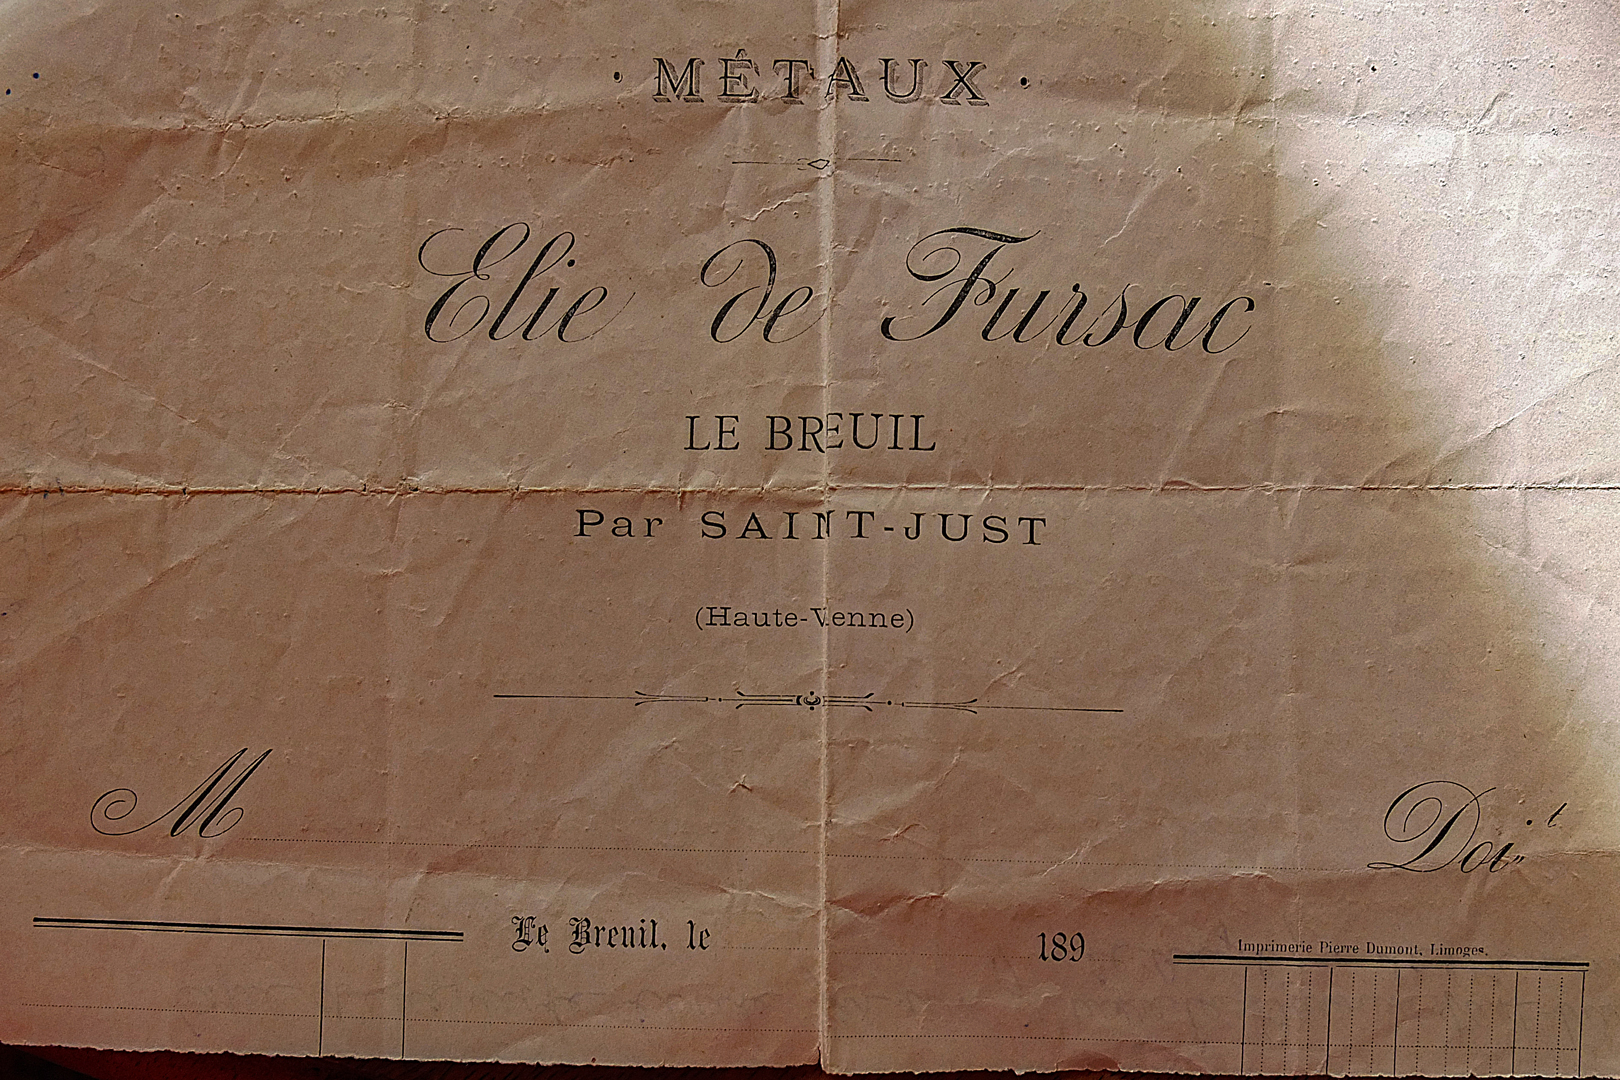 · MÉTAUX ·
Elie de Fursac
LE BREUIL
Par SAINT-JUST
(Haute-Vienne)
M Doit
Le Breuil, le 189
Imprimerie Pierre Dumont, Limoges.